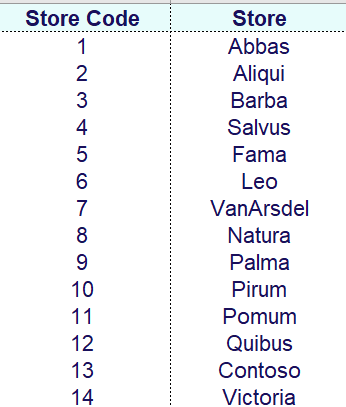 Store Code Store
1 Abbas
2 Aliqui
3 Barba
4 Salvus
5 Fama
6 Leo
7 VanArsdel
8 Natura
9 Palma
10 Pirum
11 Pomum
12 Quibus
13 Contoso
14 Victoria